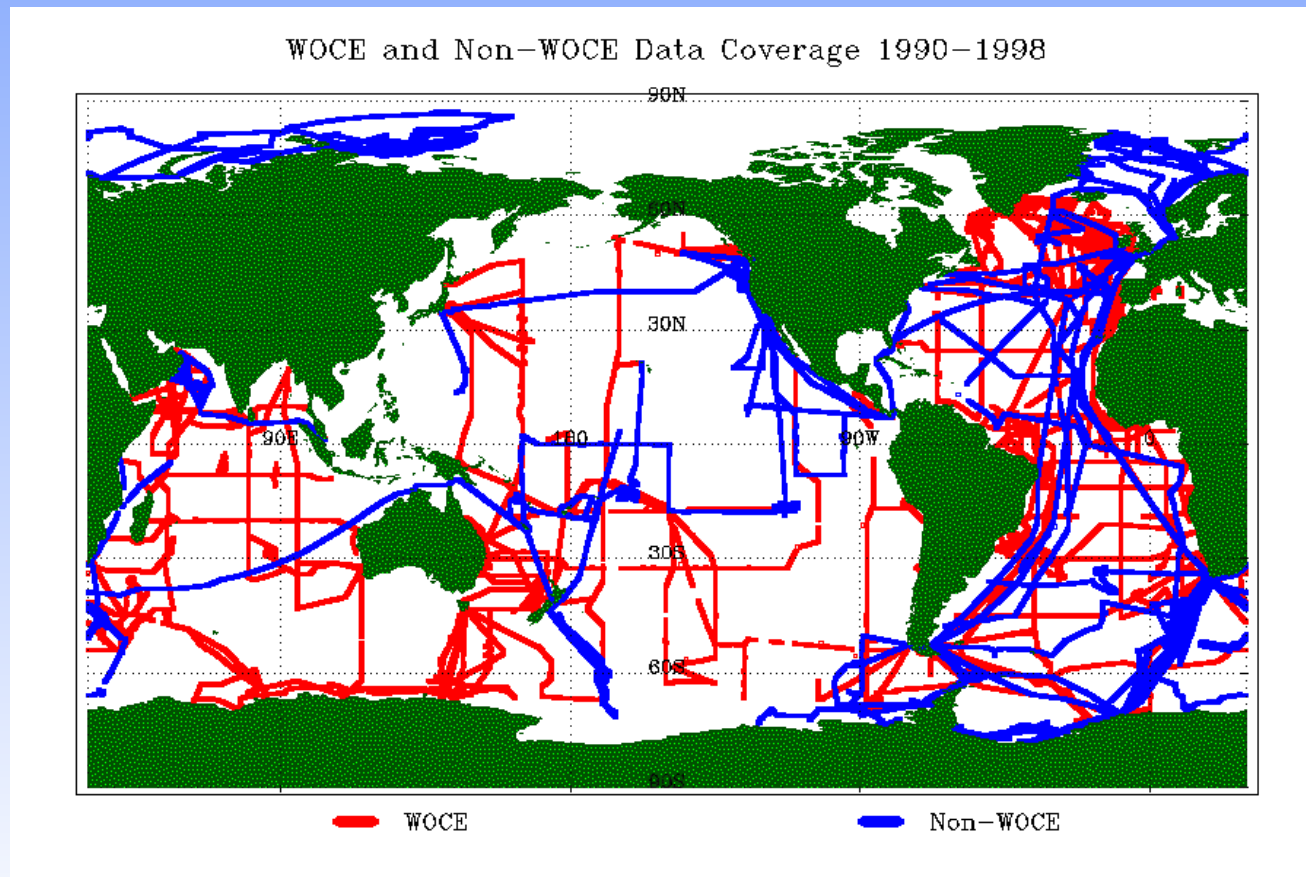 WOCE and Non-WOCE Data Coverage 1990-1998
90N
60N
30N
90E 180 90W 0
30S
60S
90S
WOCE Non-WOCE